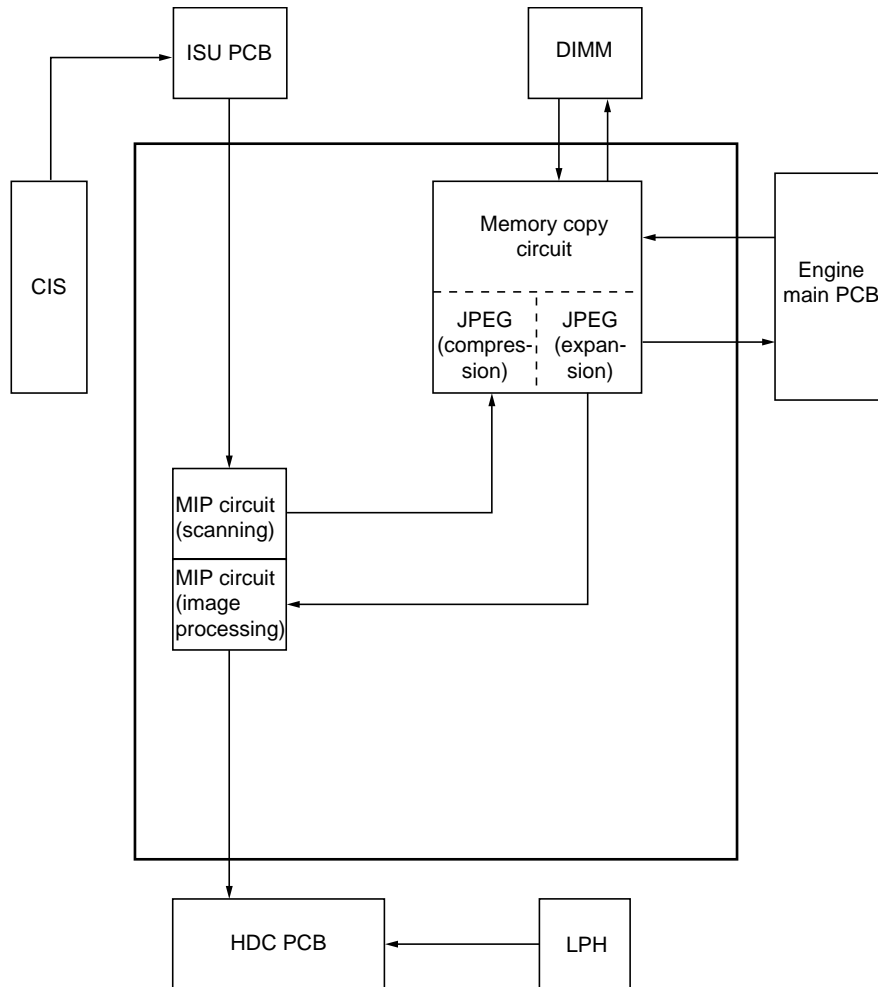 ISU PCB
DIMM
CIS
Memory copy
circuit
Engine
main PCB
JPEG
(compres-
sion)
JPEG
(expan-
sion)
MIP circuit
(scanning)
MIP circuit
(image
processing)
HDC PCB
LPH